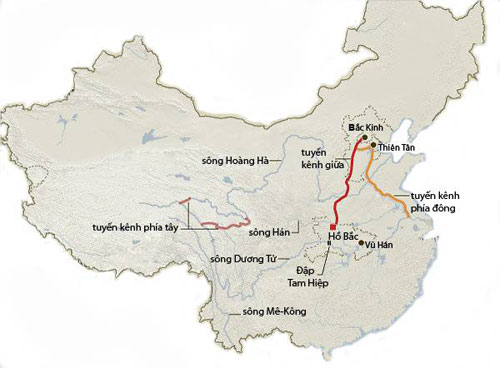 Bắc Kinh
Thiên Tân
tuyến
kênh giữa
sông Hoàng Hà
tuyến kênh
phía đông
tuyến kênh phía tây
sông Hán
Hồ Bắc
Vũ Hán
sông Dương Tử
Đập
Tam Hiệp
sông Mê-Kông